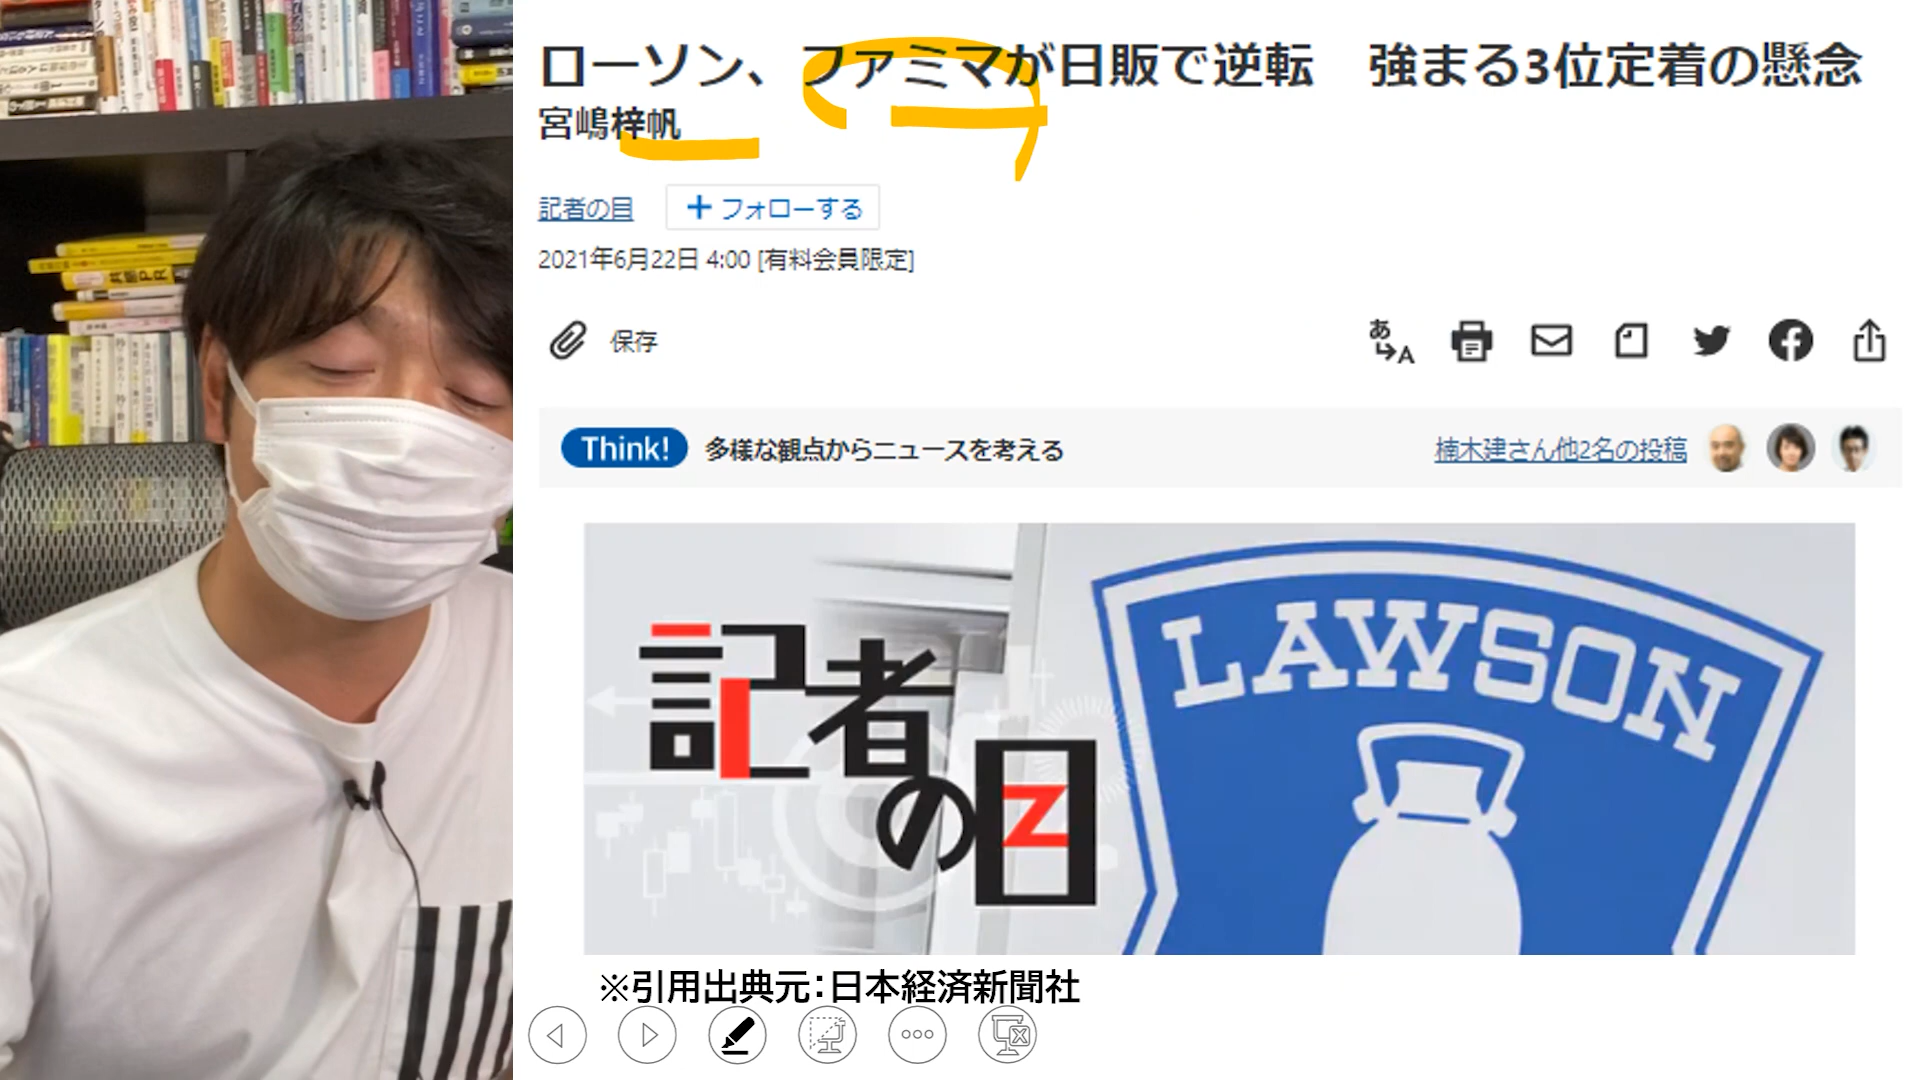 ローソン、ファミマが日販で逆転　強まる3位定着の懸念
宮嶋梓帆
記者の目
+ フォローする
2021年6月22日 4:00 [有料会員限定]
保存
あ
A
Think!
多様な観点からニュースを考える
楠木建さん他2名の投稿
記者の目
LAWSON
※引用出典元：日本経済新聞社